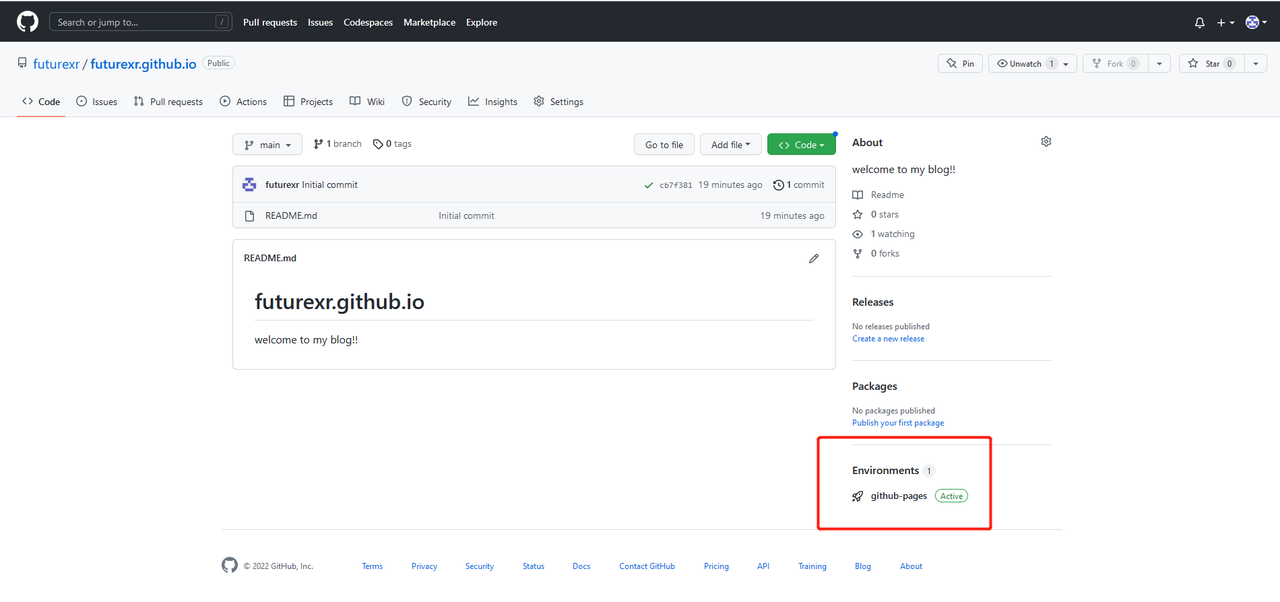 Search or jump to... /
Pull requests Issues Codespaces Marketplace Explore
futurexr / futurexr.github.io Public
Pin Unwatch 1 Fork 0 Star 0
Code Issues Pull requests Actions Projects Wiki Security Insights Settings
main 1 branch 0 tags Go to file Add file Code
futurexr Initial commit cb7f381 19 minutes ago 1 commit
README.md Initial commit 19 minutes ago
README.md
futurexr.github.io
welcome to my blog!!
About
welcome to my blog!!
Readme
0 stars
1 watching
0 forks
Releases
No releases published
Create a new release
Packages
No packages published
Publish your first package
Environments 1
github-pages Active
© 2022 GitHub, Inc. Terms Privacy Security Status Docs Contact GitHub Pricing API Training Blog About